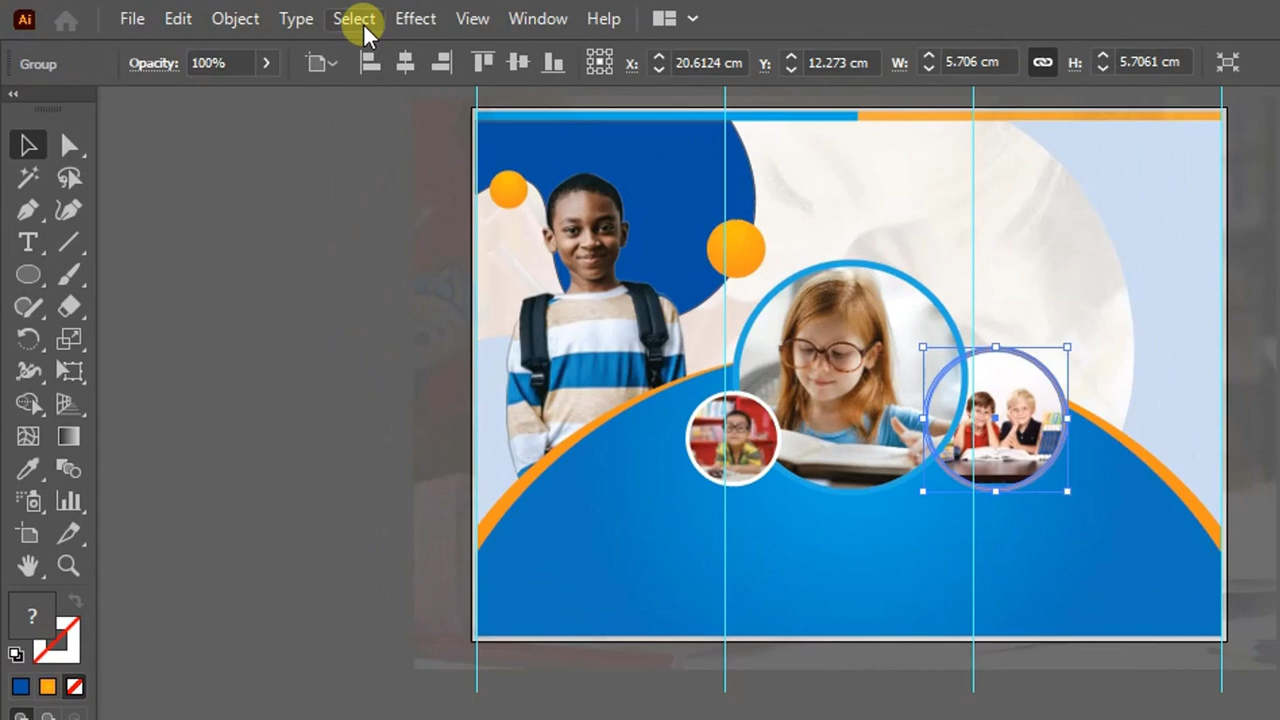 Ai File Edit Object Type Select Effect View Window Help
Group Opacity: 100% X: 20.6124 cm Y: 12.273 cm W: 5.706 cm H: 5.7061 cm
T
?